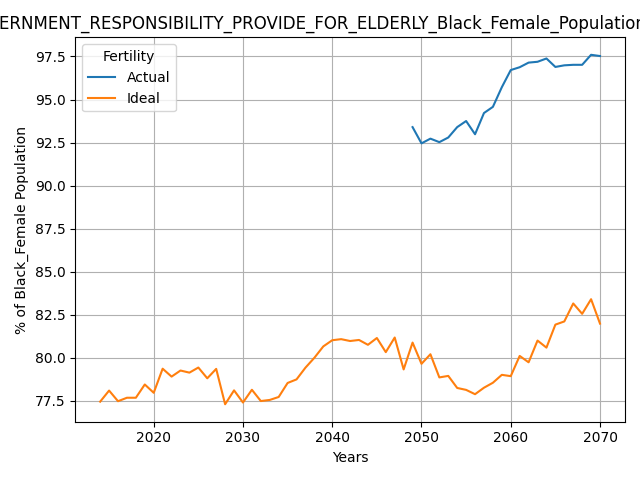 ERNMENT_RESPONSIBILITY_PROVIDE_FOR_ELDERLY_Black_Female_Population
Fertility
Actual
Ideal
97.5
95.0
92.5
90.0
87.5
85.0
82.5
80.0
77.5
% of Black_Female Population
2020 2030 2040 2050 2060 2070
Years